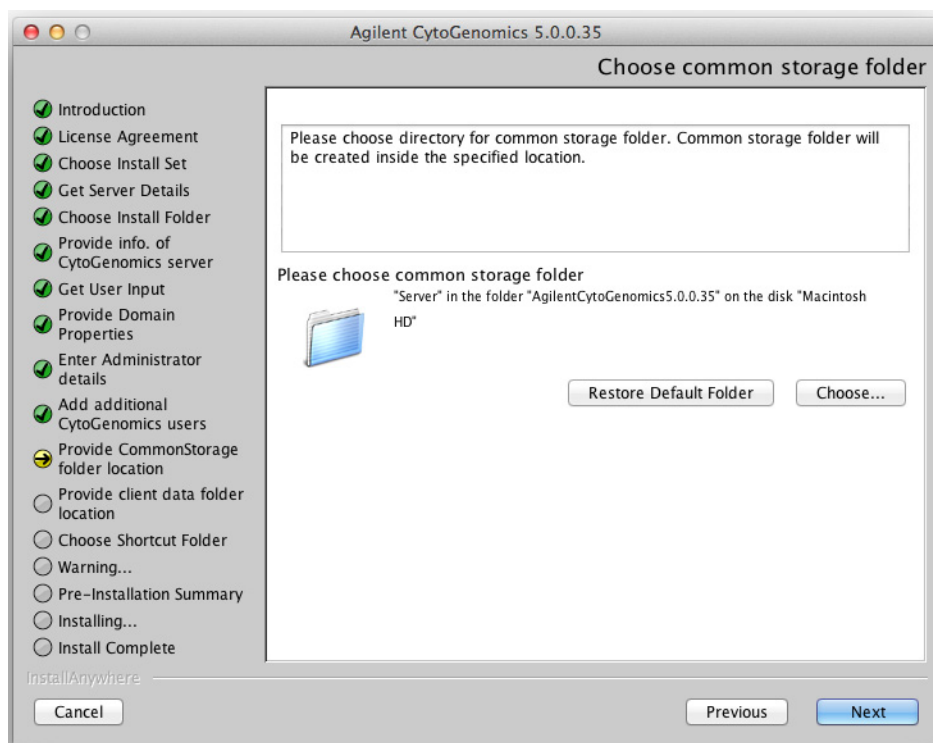 Agilent CytoGenomics 5.0.0.35
Choose common storage folder
Introduction
License Agreement
Choose Install Set
Get Server Details
Choose Install Folder
Provide info. of
CytoGenomics server
Get User Input
Provide Domain
Properties
Enter Administrator
details
Add additional
CytoGenomics users
Provide CommonStorage
folder location
Provide client data folder
location
Choose Shortcut Folder
Warning...
Pre-Installation Summary
Installing...
Install Complete
Please choose directory for common storage folder. Common storage folder will
be created inside the specified location.
Please choose common storage folder
"Server" in the folder "AgilentCytoGenomics5.0.0.35" on the disk "Macintosh
HD"
Restore Default Folder
Choose...
InstallAnywhere
Cancel
Previous
Next